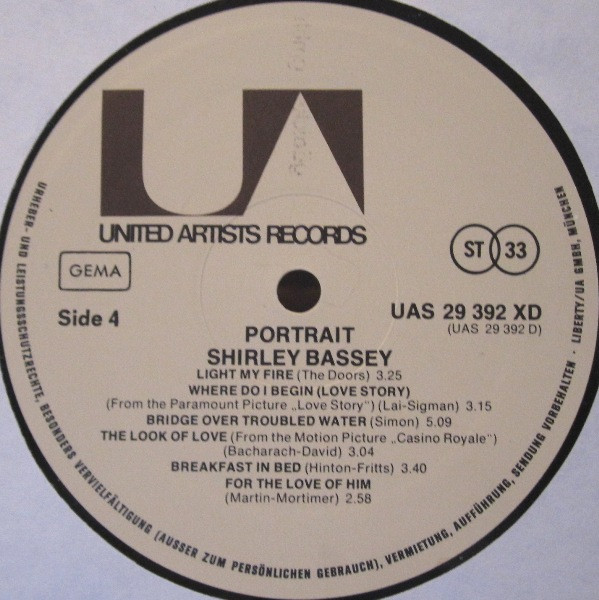 UA
UNITED ARTISTS RECORDS
GEMA
ST 33
Side 4
UAS 29 392 XD
(UAS 29 392 D)
PORTRAIT
SHIRLEY BASSEY
LIGHT MY FIRE (The Doors) 3.25
WHERE DO I BEGIN (LOVE STORY)
(From the Paramount Picture „Love Story") (Lai-Sigman) 3.15
BRIDGE OVER TROUBLED WATER (Simon) 5.09
THE LOOK OF LOVE (From the Motion Picture „Casino Royale")
(Bacharach-David) 3.04
BREAKFAST IN BED (Hinton-Fritts) 3.40
FOR THE LOVE OF HIM
(Martin-Mortimer) 2.58
URHEBER- UND LEISTUNGSSCHUTZRECHTE, BESONDERS VERVIELFÄLTIGUNG (AUSSER ZUM PERSÖNLICHEN GEBRAUCH), VERMIETUNG, AUFFÜHRUNG, SENDUNG VORBEHALTEN · LIBERTY/UA GMBH, MÜNCHEN